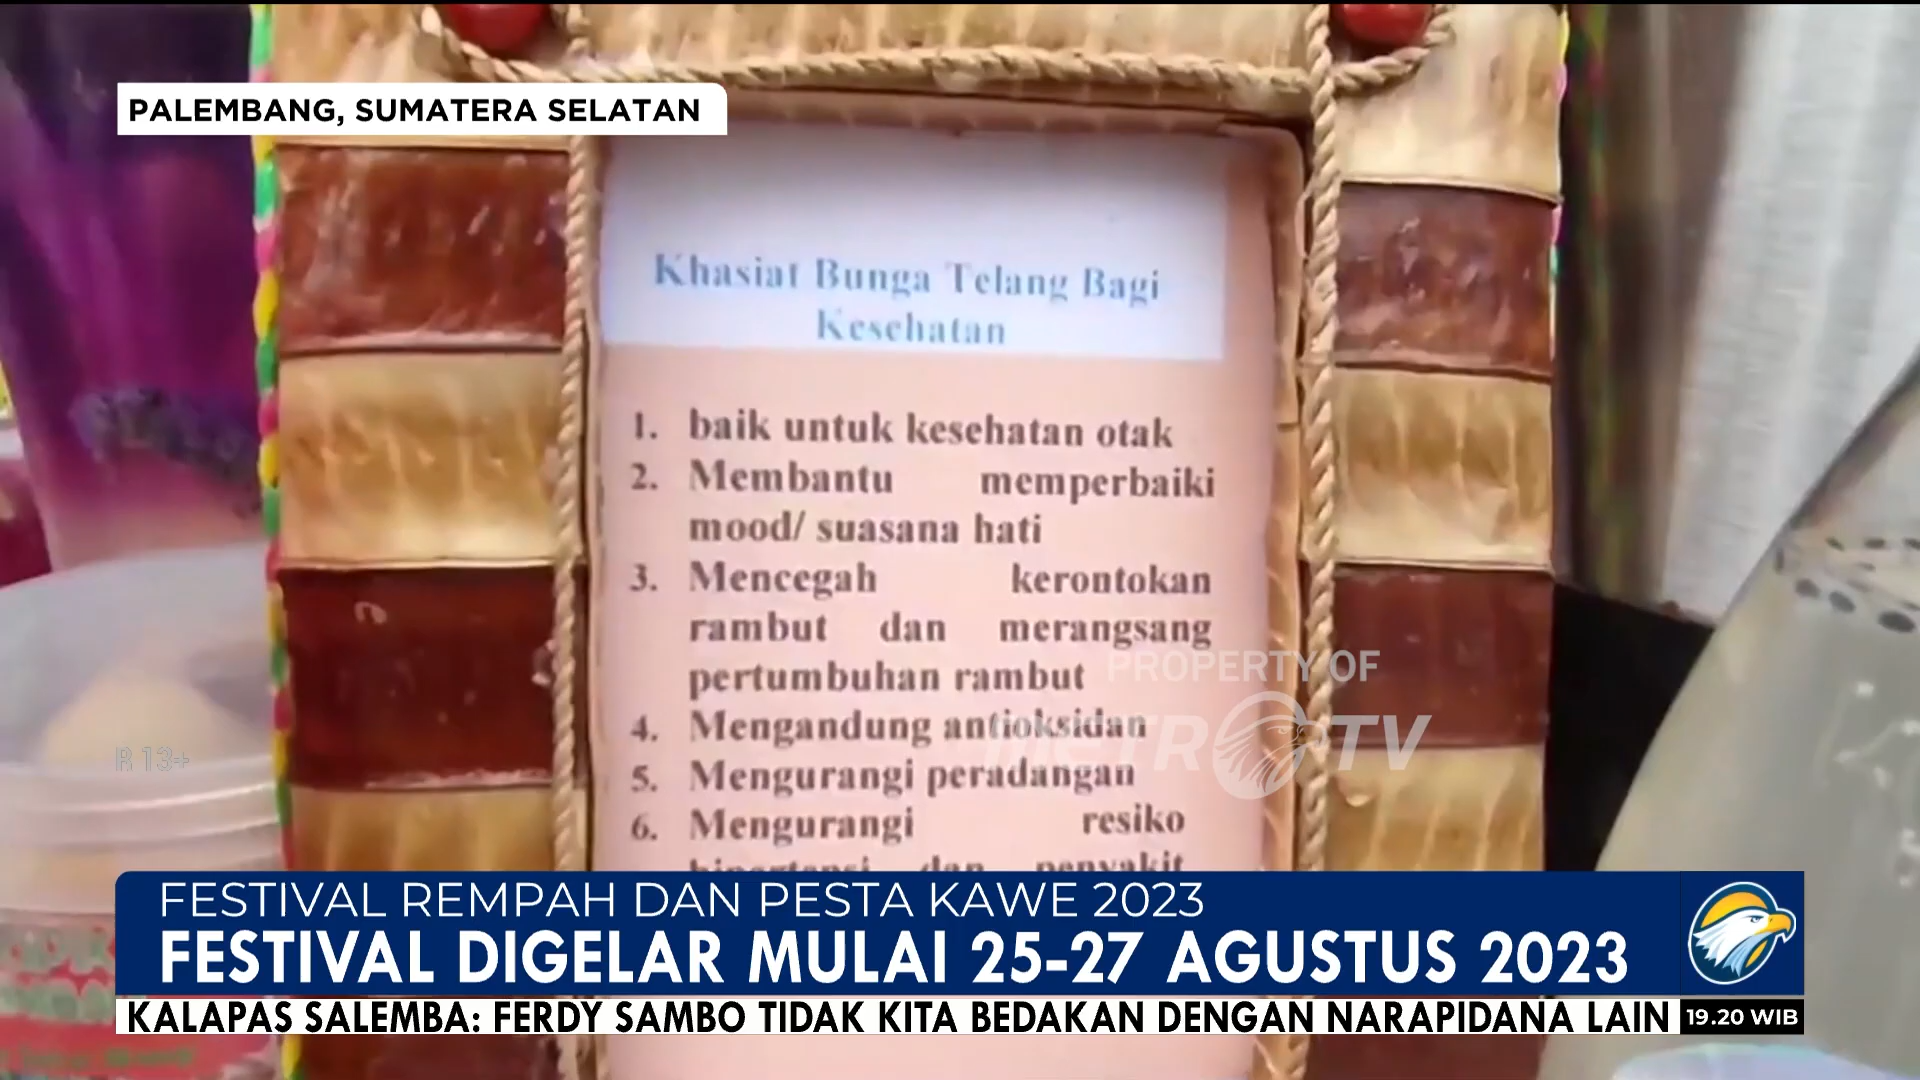 PALEMBANG, SUMATERA SELATAN
Khasiat Bunga Telang Bagi
Kesehatan
1. baik untuk kesehatan otak
2. Membantu memperbaiki
mood/ suasana hati
3. Mencegah kerontokan
rambut dan merangsang
pertumbuhan rambut
4. Mengandung antioksidan
5. Mengurangi peradangan
6. Mengurangi resiko
hipertensi dan penyakit
PROPERTY OF
METRO TV
R 13+
FESTIVAL REMPAH DAN PESTA KAWE 2023
FESTIVAL DIGELAR MULAI 25-27 AGUSTUS 2023
KALAPAS SALEMBA: FERDY SAMBO TIDAK KITA BEDAKAN DENGAN NARAPIDANA LAIN
19.20 WIB